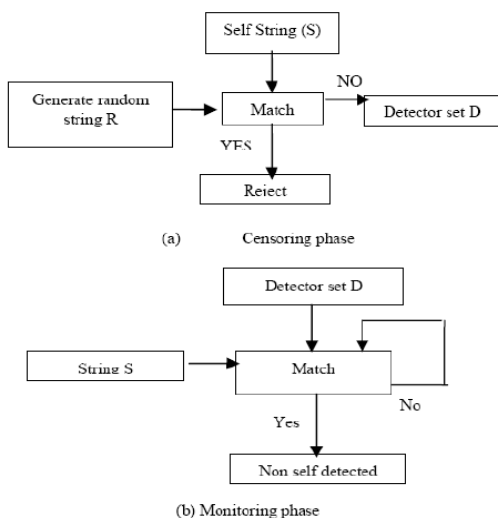 Self String (S)
NO
Generate random
string R
Match
Detector set D
YES
Reject
(a) Censoring phase
Detector set D
String S
Match
No
Yes
Non self detected
(b) Monitoring phase